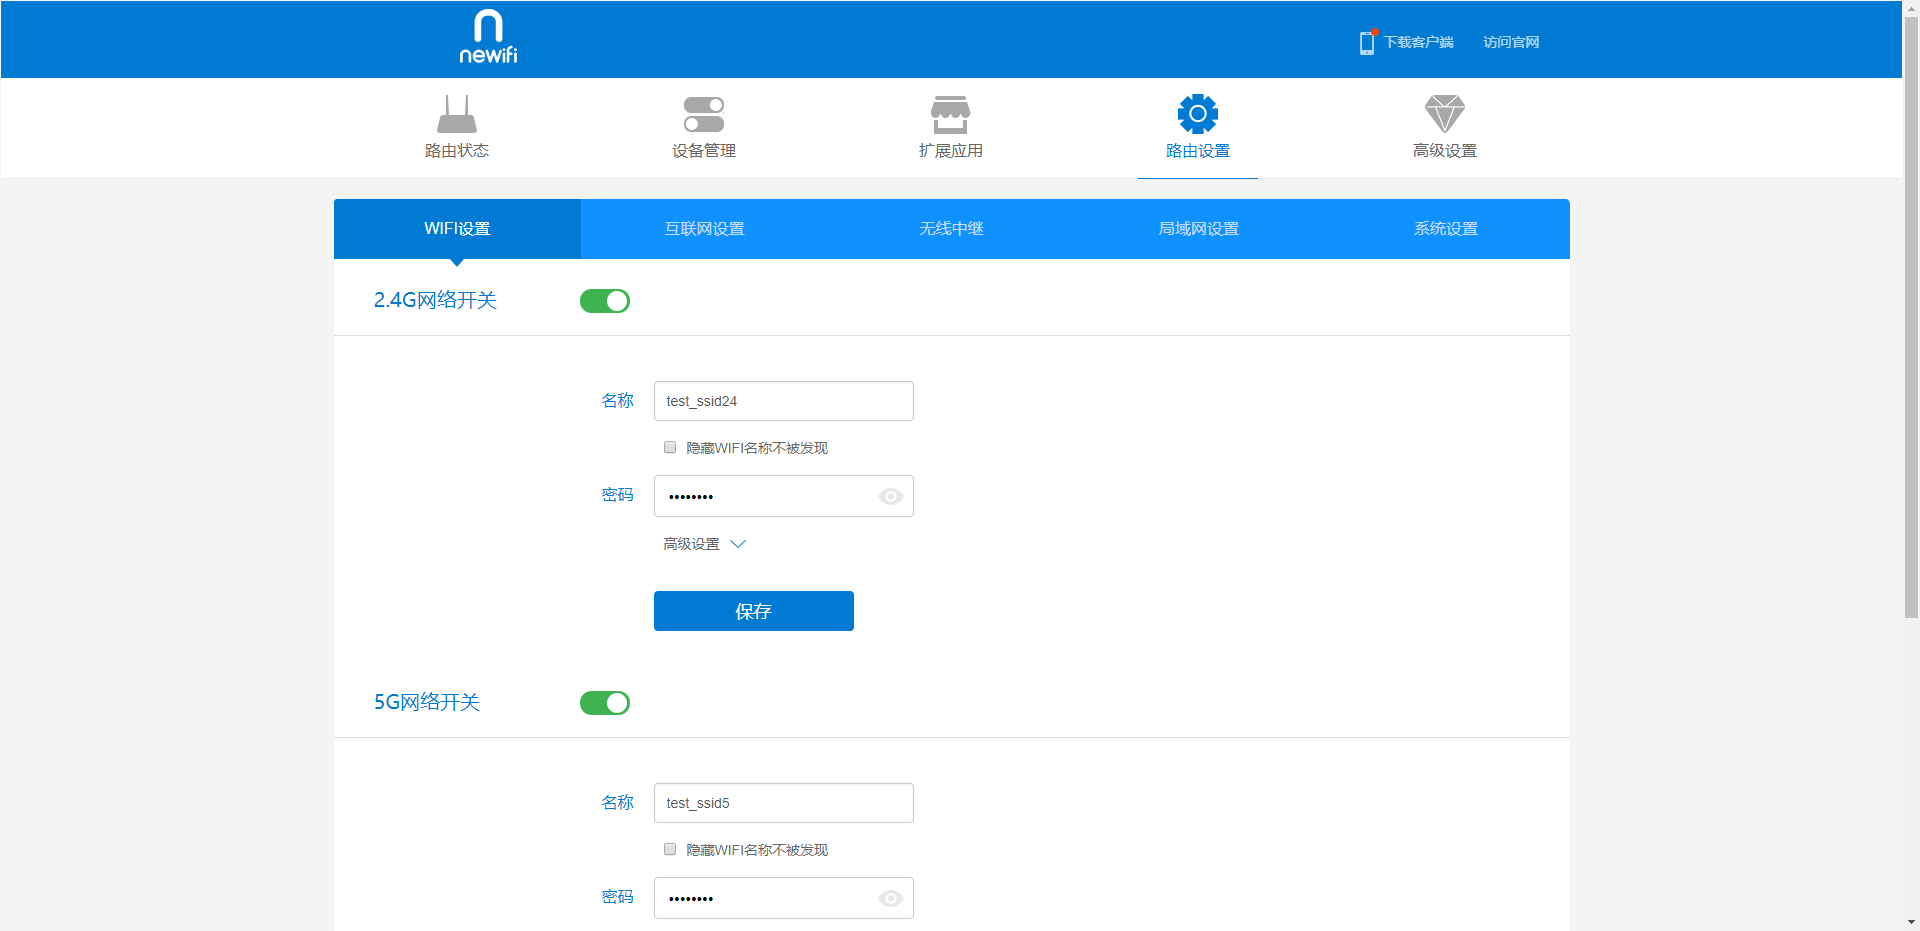 newifi
下载客户端 访问官网
路由状态 设备管理 扩展应用 路由设置 高级设置
WIFI设置 互联网设置 无线中继 局域网设置 系统设置
2.4G网络开关
名称 test_ssid24
隐藏WIFI名称不被发现
密码 ••••••••
高级设置
保存
5G网络开关
名称 test_ssid5
隐藏WIFI名称不被发现
密码 ••••••••